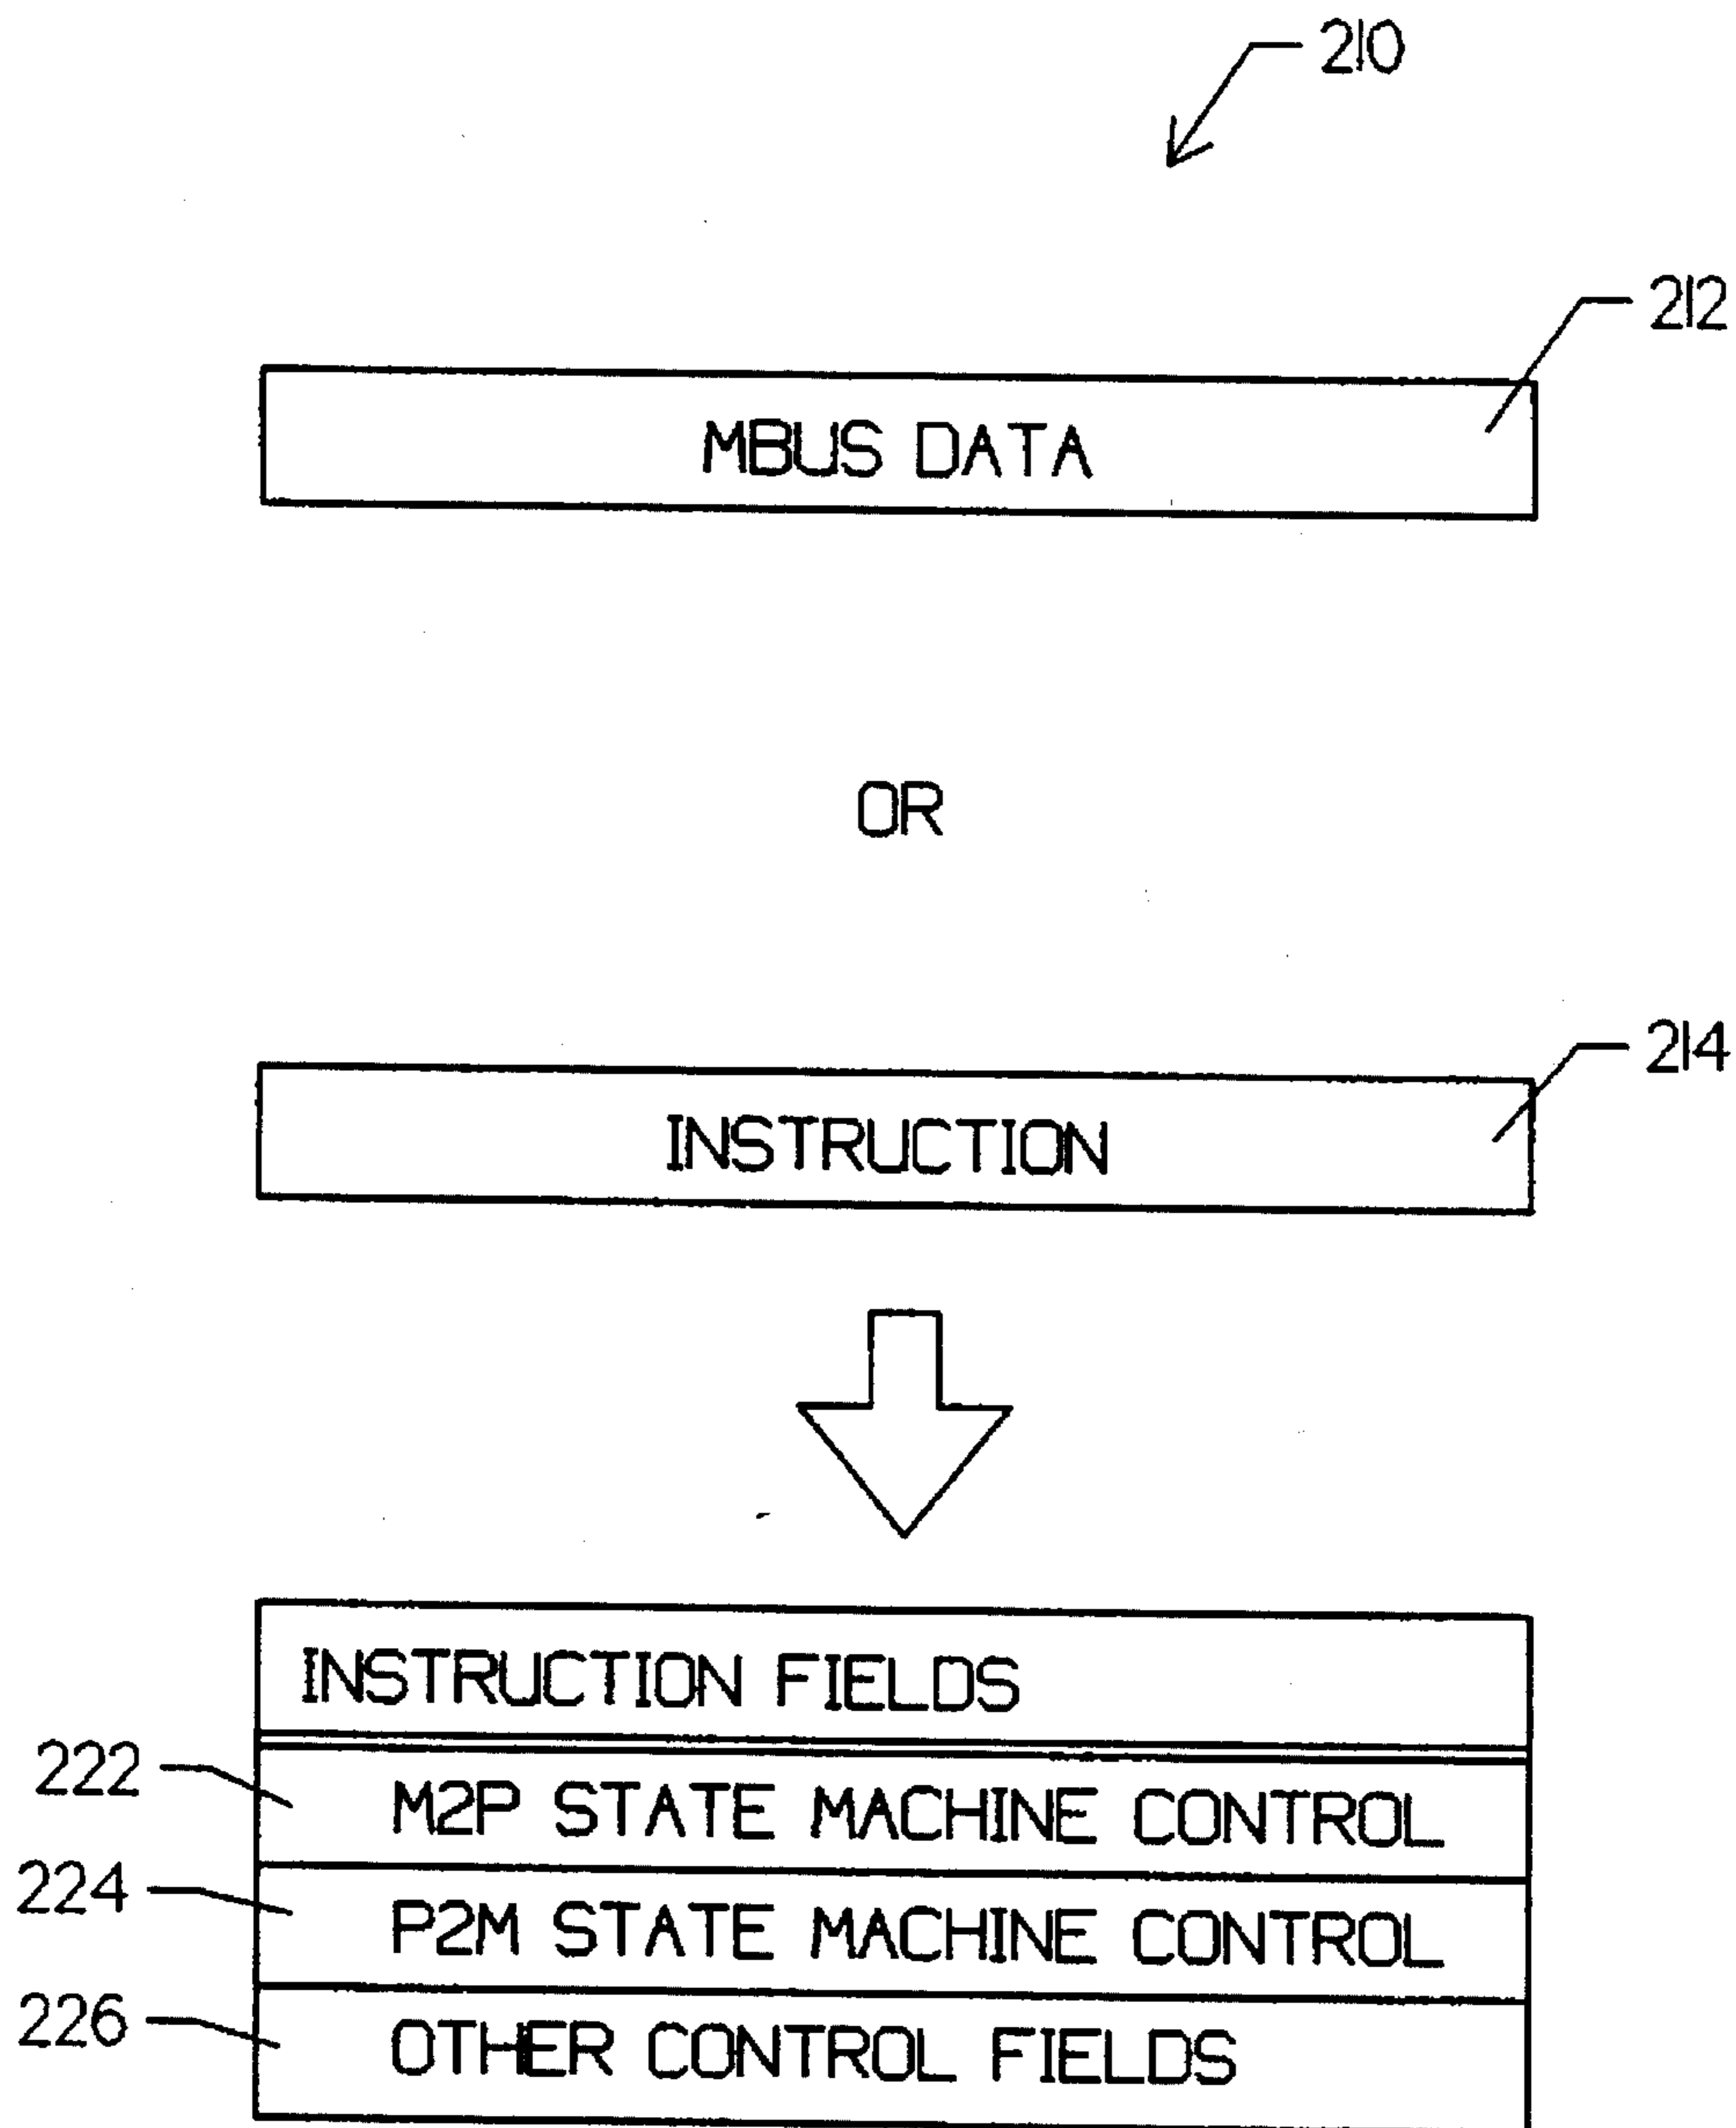 210
212
MBUS DATA
OR
214
INSTRUCTION
INSTRUCTION FIELDS
222
M2P STATE MACHINE CONTROL
224
P2M STATE MACHINE CONTROL
226
OTHER CONTROL FIELDS